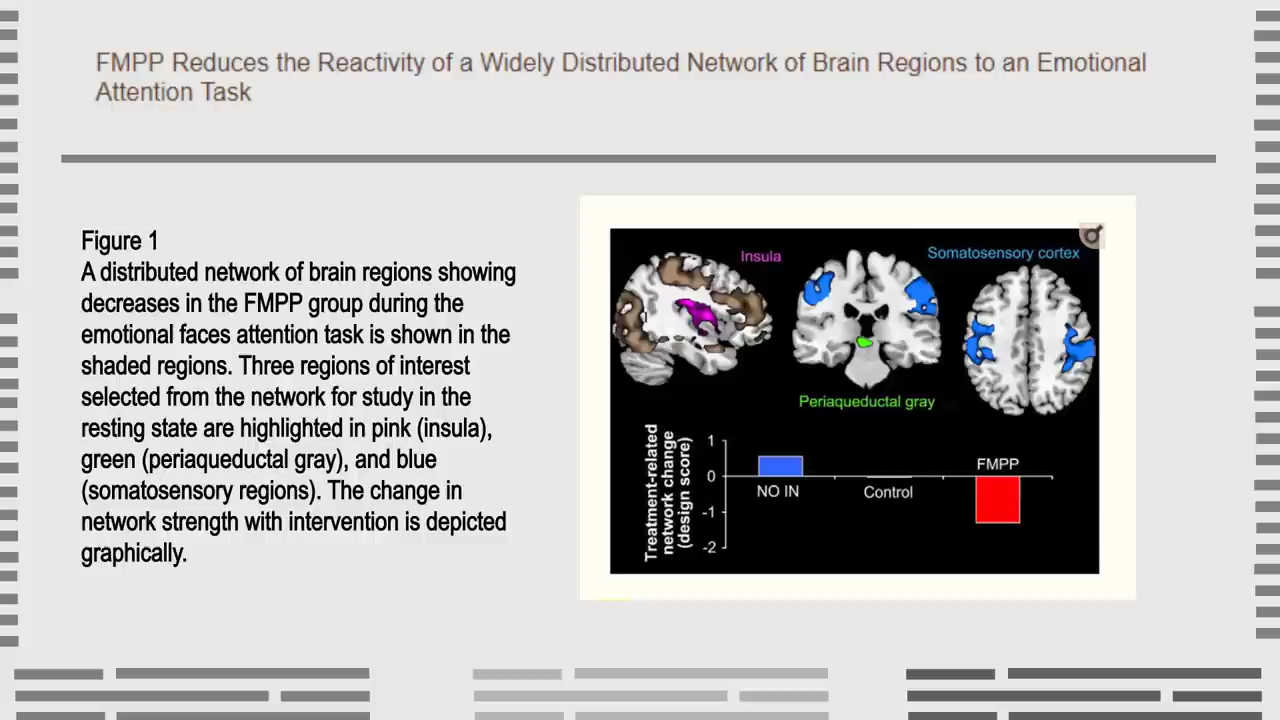 FMPP Reduces the Reactivity of a Widely Distributed Network of Brain Regions to an Emotional
Attention Task
Figure 1
A distributed network of brain regions showing
decreases in the FMPP group during the
emotional faces attention task is shown in the
shaded regions. Three regions of interest
selected from the network for study in the
resting state are highlighted in pink (insula),
green (periaqueductal gray), and blue
(somatosensory regions). The change in
network strength with intervention is depicted
graphically.
Insula
Somatosensory cortex
Periaqueductal gray
Treatment-related
network change
(design score)
1
0
-1
-2
NO IN
Control
FMPP